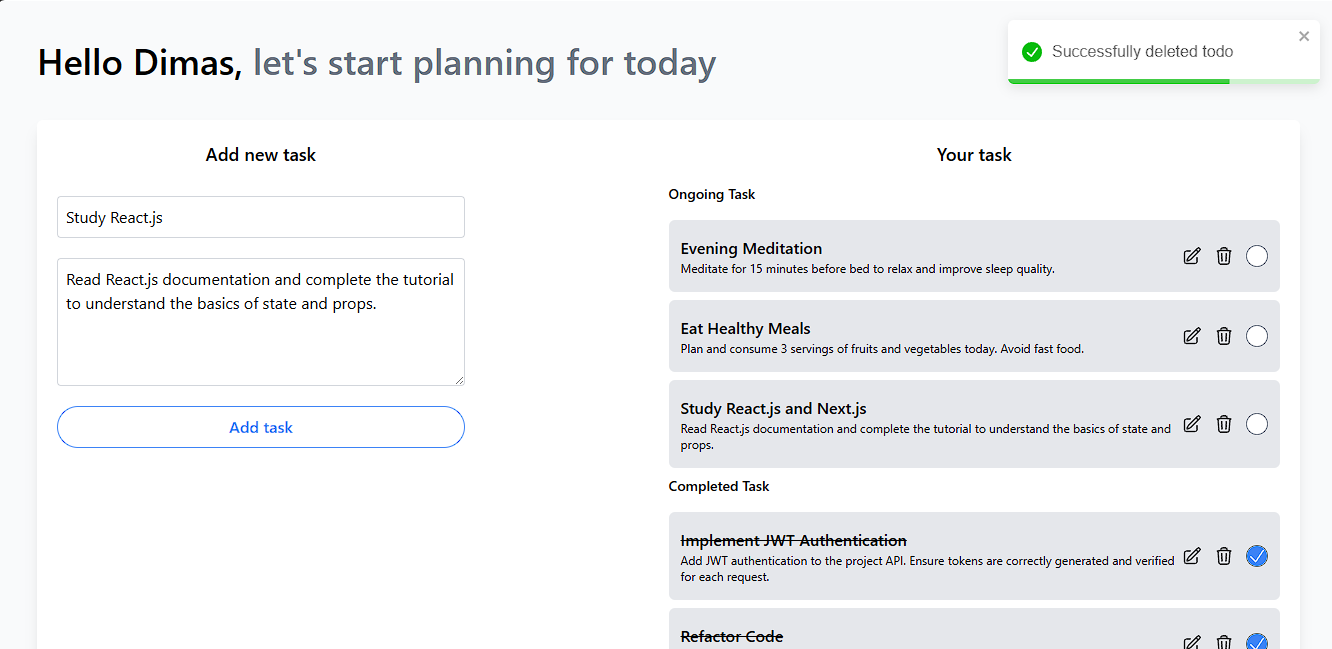 Hello Dimas, let's start planning for today
Successfully deleted todo
Add new task
Study React.js
Read React.js documentation and complete the tutorial
to understand the basics of state and props.
Add task
Your task
Ongoing Task
Evening Meditation
Meditate for 15 minutes before bed to relax and improve sleep quality.
Eat Healthy Meals
Plan and consume 3 servings of fruits and vegetables today. Avoid fast food.
Study React.js and Next.js
Read React.js documentation and complete the tutorial to understand the basics of state and
props.
Completed Task
Implement JWT Authentication
Add JWT authentication to the project API. Ensure tokens are correctly generated and verified
for each request.
Refactor Code